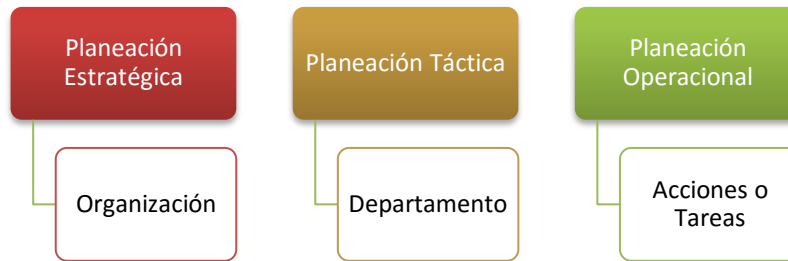 Planeación
Estratégica
Organización
Planeación Táctica
Departamento
Planeación
Operacional
Acciones o
Tareas